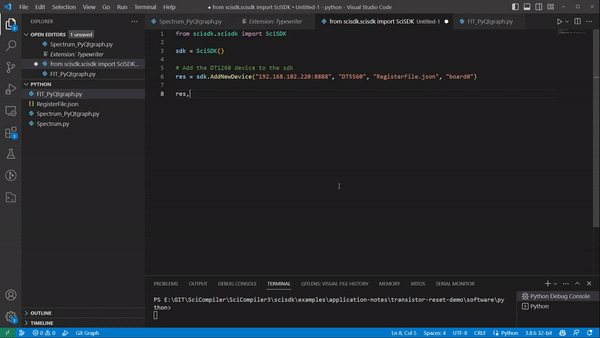 File Edit Selection View Go Run Terminal Help
from scisdk.scisdk import SciSDK • Untitled-1 - python - Visual Studio Code
EXPLORER
OPEN EDITORS 1 unsaved
Spectrum_PyQtgraph.py
Extension: Typewriter
from scisdk.scisdk import SciSDK...
FIT_PyQtgraph.py
PYTHON
FIT_PyQtgraph.py
RegisterFile.json
Spectrum_PyQtgraph.py
Spectrum.py
OUTLINE
TIMELINE
Spectrum_PyQtgraph.py
Extension: Typewriter
from scisdk.scisdk import SciSDK Untitled-1
FIT_PyQtgraph.py
1 from scisdk.scisdk import SciSDK
2
3 sdk = SciSDK()
4
5 # Add the DT1260 device to the sdk
6 res = sdk.AddNewDevice("192.168.102.220:8888", "DT5560", "RegisterFile.json", "board0")
7
8 res,
PROBLEMS OUTPUT DEBUG CONSOLE TERMINAL GITLENS: VISUAL FILE HISTORY MEMORY XRTOS SERIAL MONITOR
PS E:\GIT\SciCompiler\SciCompiler3\scisdk\examples\application-notes\transistor-reset-demo\software\py
thon>
Python Debug Console
Python
0 0 Git Graph
Ln 8, Col 5 Spaces: 4 UTF-8 CRLF Python 3.8.6 32-bit